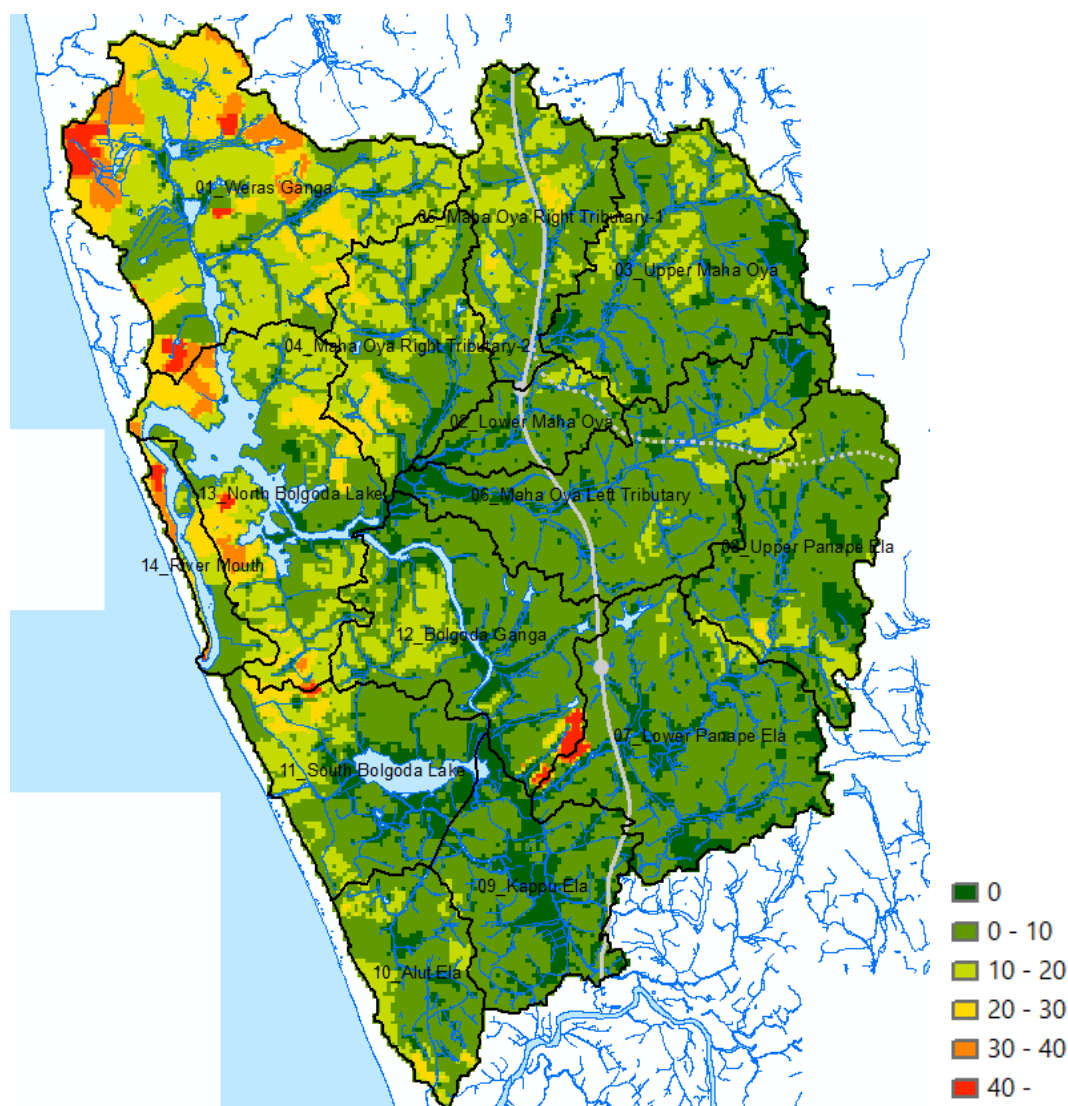 01_Weras Ganga
05_Maha Oya Right Tributary-1
03_Upper Maha Oya
04_Maha Oya Right Tributary-2
02_Lower Maha Oya
13_North Bolgoda Lake
06_Maha Oya Left Tributary
08_Upper Panape Ela
14_River Mouth
12_Bolgoda Ganga
07_Lower Panape Ela
11_South Bolgoda Lake
09_Kappu Ela
10_Alut Ela
0
0 - 10
10 - 20
20 - 30
30 - 40
40 -